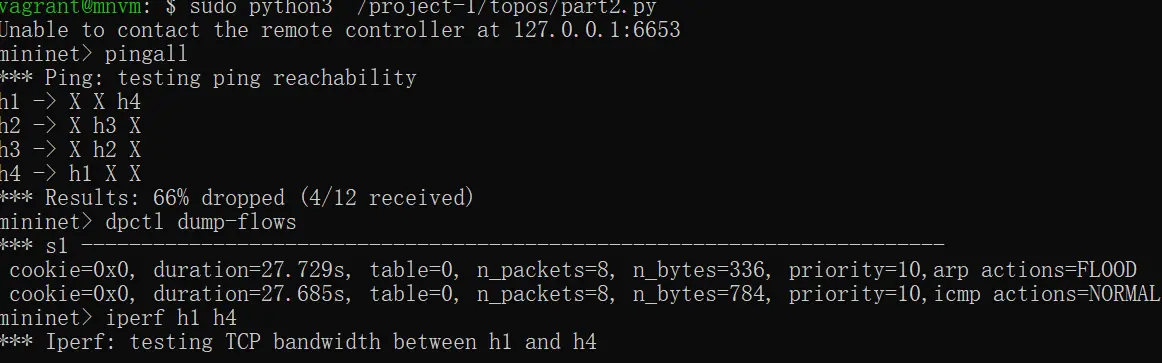 vagrant@mnvm: $ sudo python3  /project-1/topos/part2.py
Unable to contact the remote controller at 127.0.0.1:6653
mininet> pingall
*** Ping: testing ping reachability
h1 -> X X h4
h2 -> X h3 X
h3 -> X h2 X
h4 -> h1 X X
*** Results: 66% dropped (4/12 received)
mininet> dpctl dump-flows
*** s1 ------------------------------------------------------------------------
 cookie=0x0, duration=27.729s, table=0, n_packets=8, n_bytes=336, priority=10,arp actions=FLOOD
 cookie=0x0, duration=27.685s, table=0, n_packets=8, n_bytes=784, priority=10,icmp actions=NORMAL
mininet> iperf h1 h4
*** Iperf: testing TCP bandwidth between h1 and h4